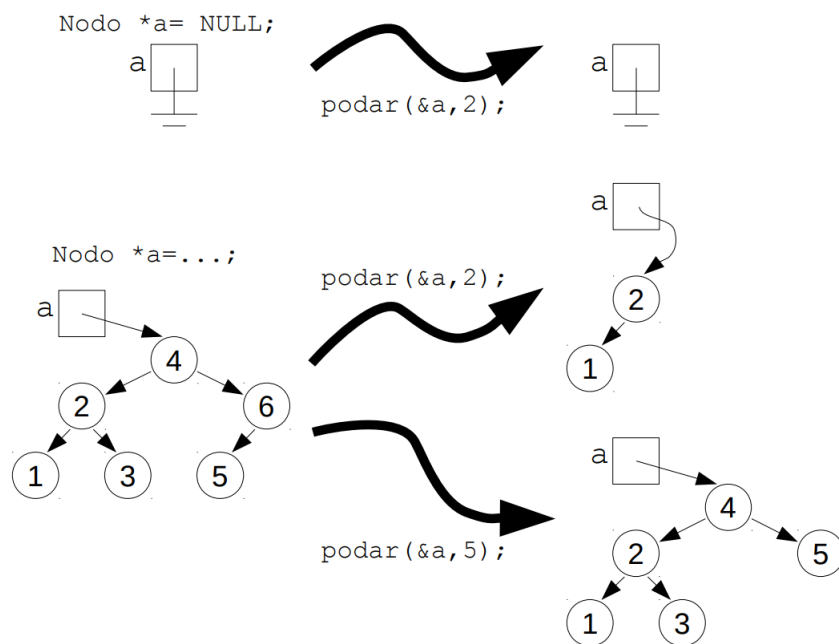 Nodo *a= NULL;
a
podar(&a,2);
a
a
Nodo *a=...;
podar(&a,2);
a
2
4
1
2
6
1
3
5
a
4
podar(&a,5);
2
5
1
3